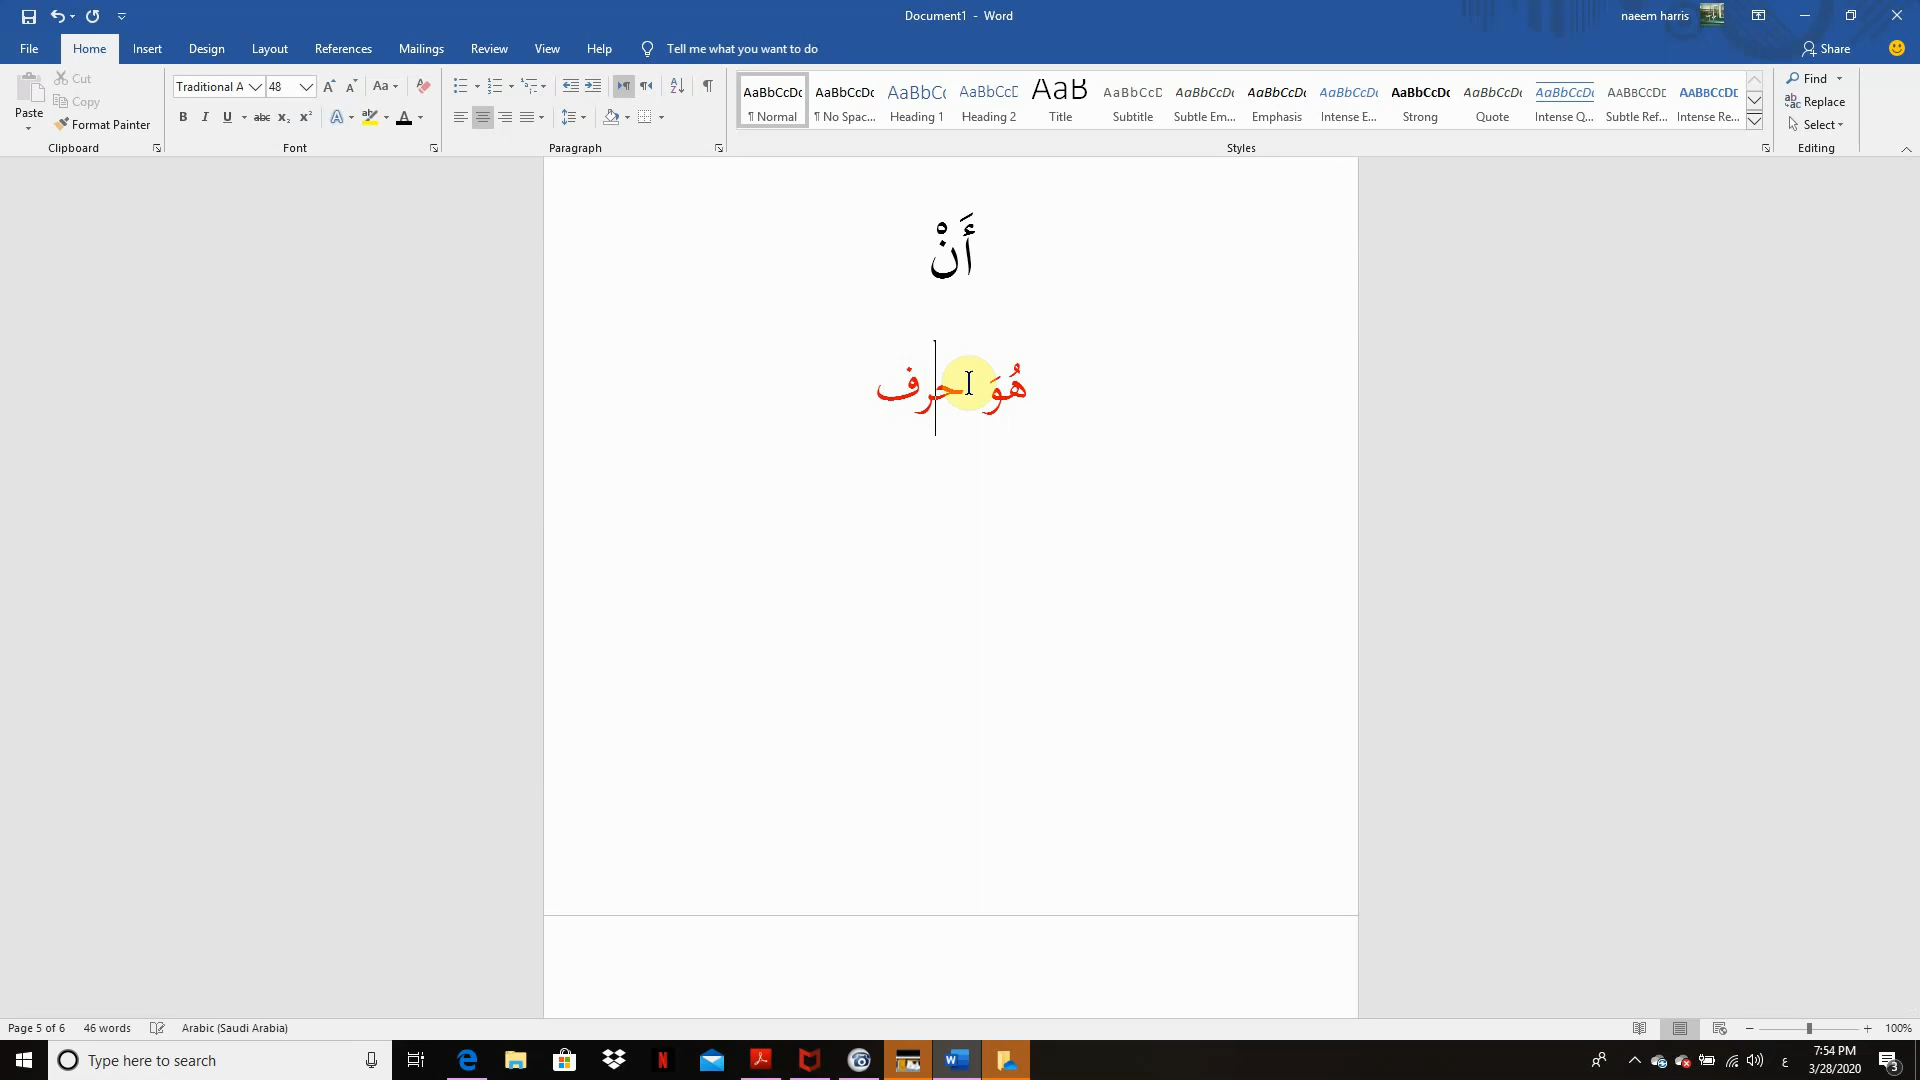 Document1 - Word
naeem harris
File Home Insert Design Layout References Mailings Review View Help Tell me what you want to do Share
Paste
Cut
Copy
Format Painter
Clipboard
Traditional A 48
Aa
Font
Paragraph
AaBbCcDc ¶ Normal
AaBbCcDc ¶ No Spac...
AaBbCc Heading 1
AaBbCcD Heading 2
AaB Title
AaBbCcD Subtitle
AaBbCcDc Subtle Em...
AaBbCcDc Emphasis
AaBbCcDc Intense E...
AaBbCcDc Strong
AaBbCcDc Quote
AaBbCcDc Intense Q...
AABBCCDE Subtle Ref...
AABBCCDE Intense Re...
Styles
Find
Replace
Select
Editing
أَنْ
هُوَ حرف
Page 5 of 6 46 words Arabic (Saudi Arabia)
100%
Type here to search
ع
7:54 PM
3/28/2020
3